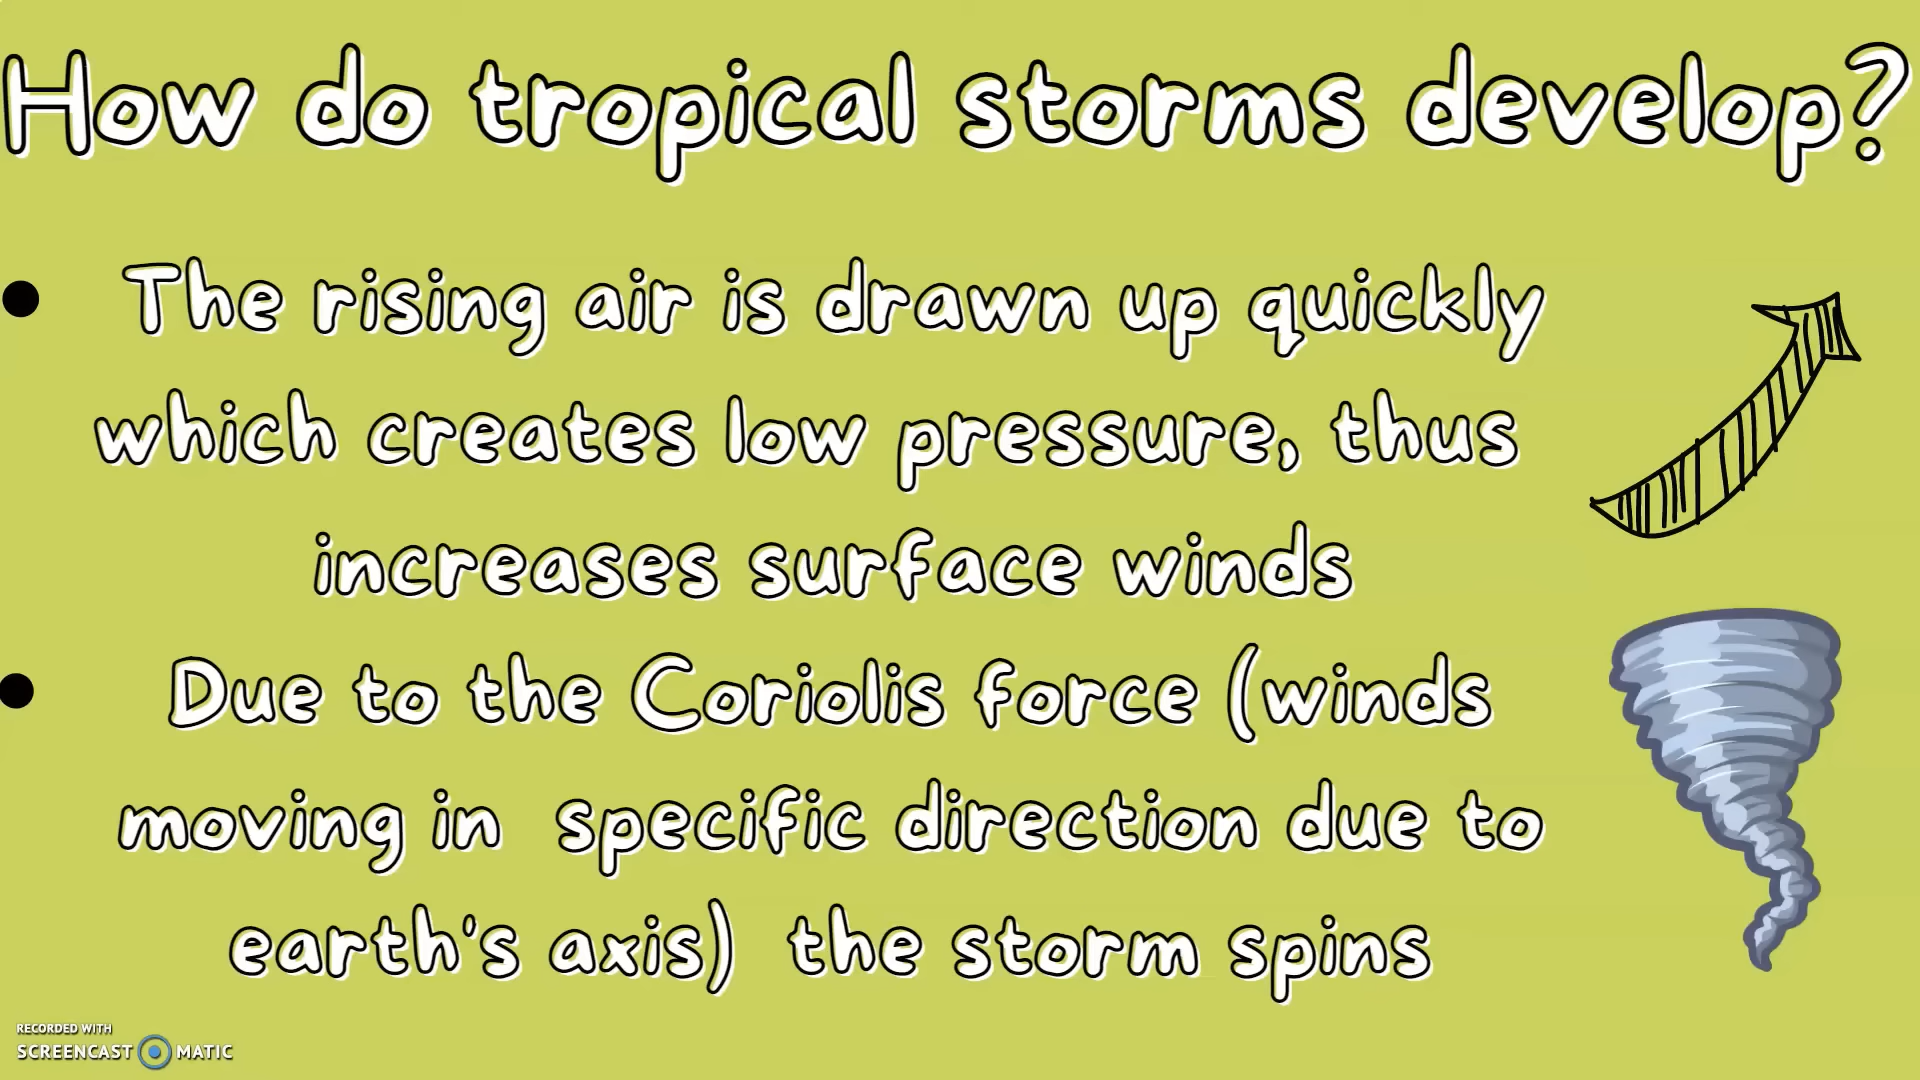 How do tropical storms develop?
• The rising air is drawn up quickly
which creates low pressure, thus
increases surface winds
• Due to the Coriolis force (winds
moving in specific direction due to
earth's axis) the storm spins
RECORDED WITH
SCREENCAST MATIC